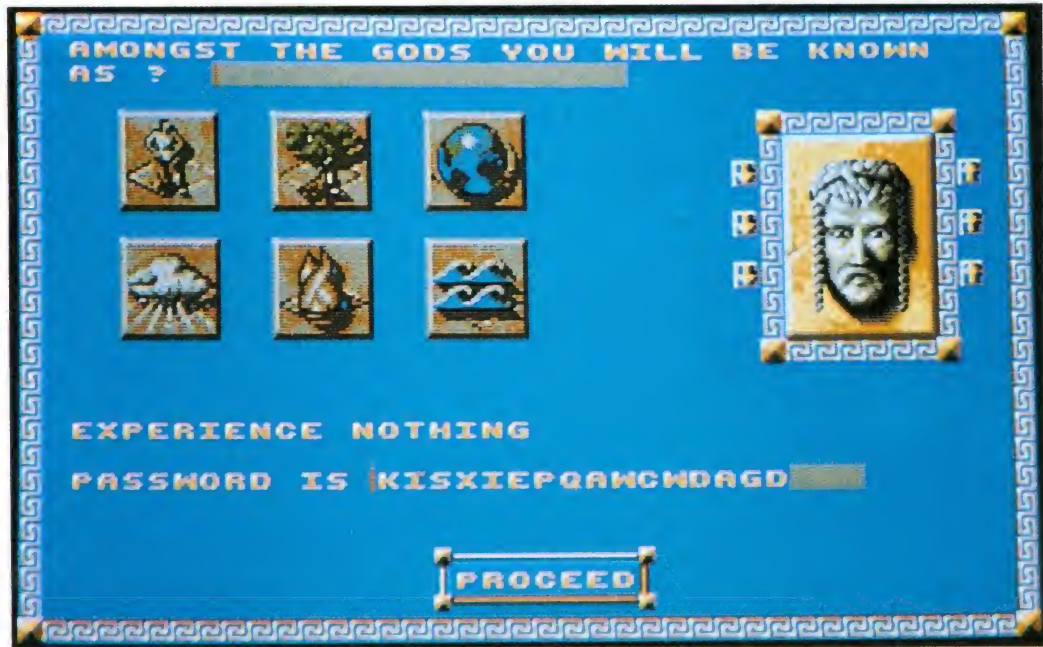 AMONGST THE GODS YOU WILL BE KNOWN
AS ?
EXPERIENCE NOTHING
PASSWORD IS KISXIEPQAWCWDAGD
PROCEED